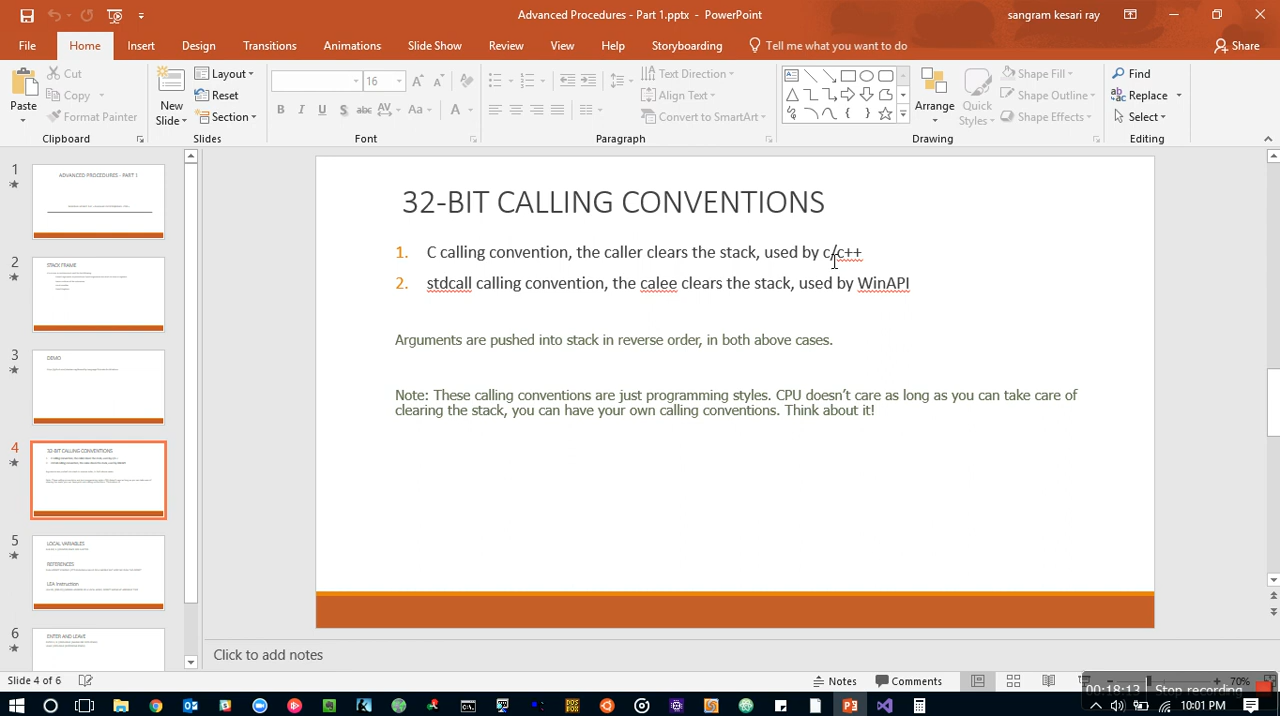 Advanced Procedures - Part 1.pptx - PowerPoint
sangram kesari ray
File Home Insert Design Transitions Animations Slide Show Review View Help Storyboarding Tell me what you want to do Share
Paste
Cut
Copy
Format Painter
Clipboard
New Slide
Layout
Reset
Section
Slides
16
B I U S abc AV Aa A
Font
Text Direction
Align Text
Convert to SmartArt
Paragraph
Arrange
Quick Styles
Shape Fill
Shape Outline
Shape Effects
Drawing
Find
Replace
Select
Editing
1
ADVANCED PROCEDURES - PART 1
2
STACK FRAME
3
DEMO
4
32-BIT CALLING CONVENTIONS
5
LOCAL VARIABLES
REFERENCES
LEA Instruction
6
ENTER AND LEAVE
32-BIT CALLING CONVENTIONS
1. C calling convention, the caller clears the stack, used by c/c++
2. stdcall calling convention, the calee clears the stack, used by WinAPI
Arguments are pushed into stack in reverse order, in both above cases.
Note: These calling conventions are just programming styles. CPU doesn’t care as long as you can take care of
clearing the stack, you can have your own calling conventions. Think about it!
Click to add notes
Slide 4 of 6
Notes
Comments
70%
00:18:13 Stop recording
10:01 PM